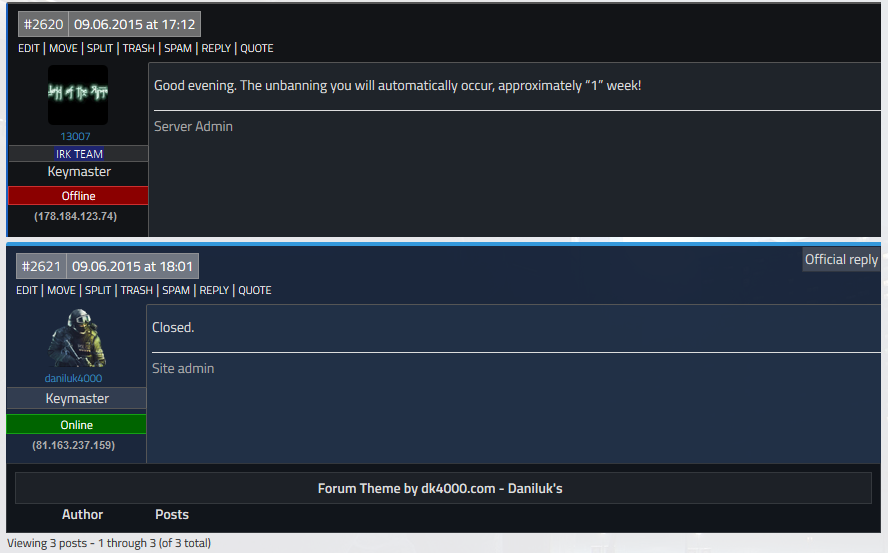 #2620 09.06.2015 at 17:12
EDIT | MOVE | SPLIT | TRASH | SPAM | REPLY | QUOTE
Good evening. The unbanning you will automatically occur, approximately “1” week!
Server Admin
13007
IRK TEAM
Keymaster
Offline
(178.184.123.74)
#2621 09.06.2015 at 18:01
Official reply
EDIT | MOVE | SPLIT | TRASH | SPAM | REPLY | QUOTE
Closed.
Site admin
daniluk4000
Keymaster
Online
(81.163.237.159)
Forum Theme by dk4000.com - Daniluk's
Author Posts
Viewing 3 posts - 1 through 3 (of 3 total)